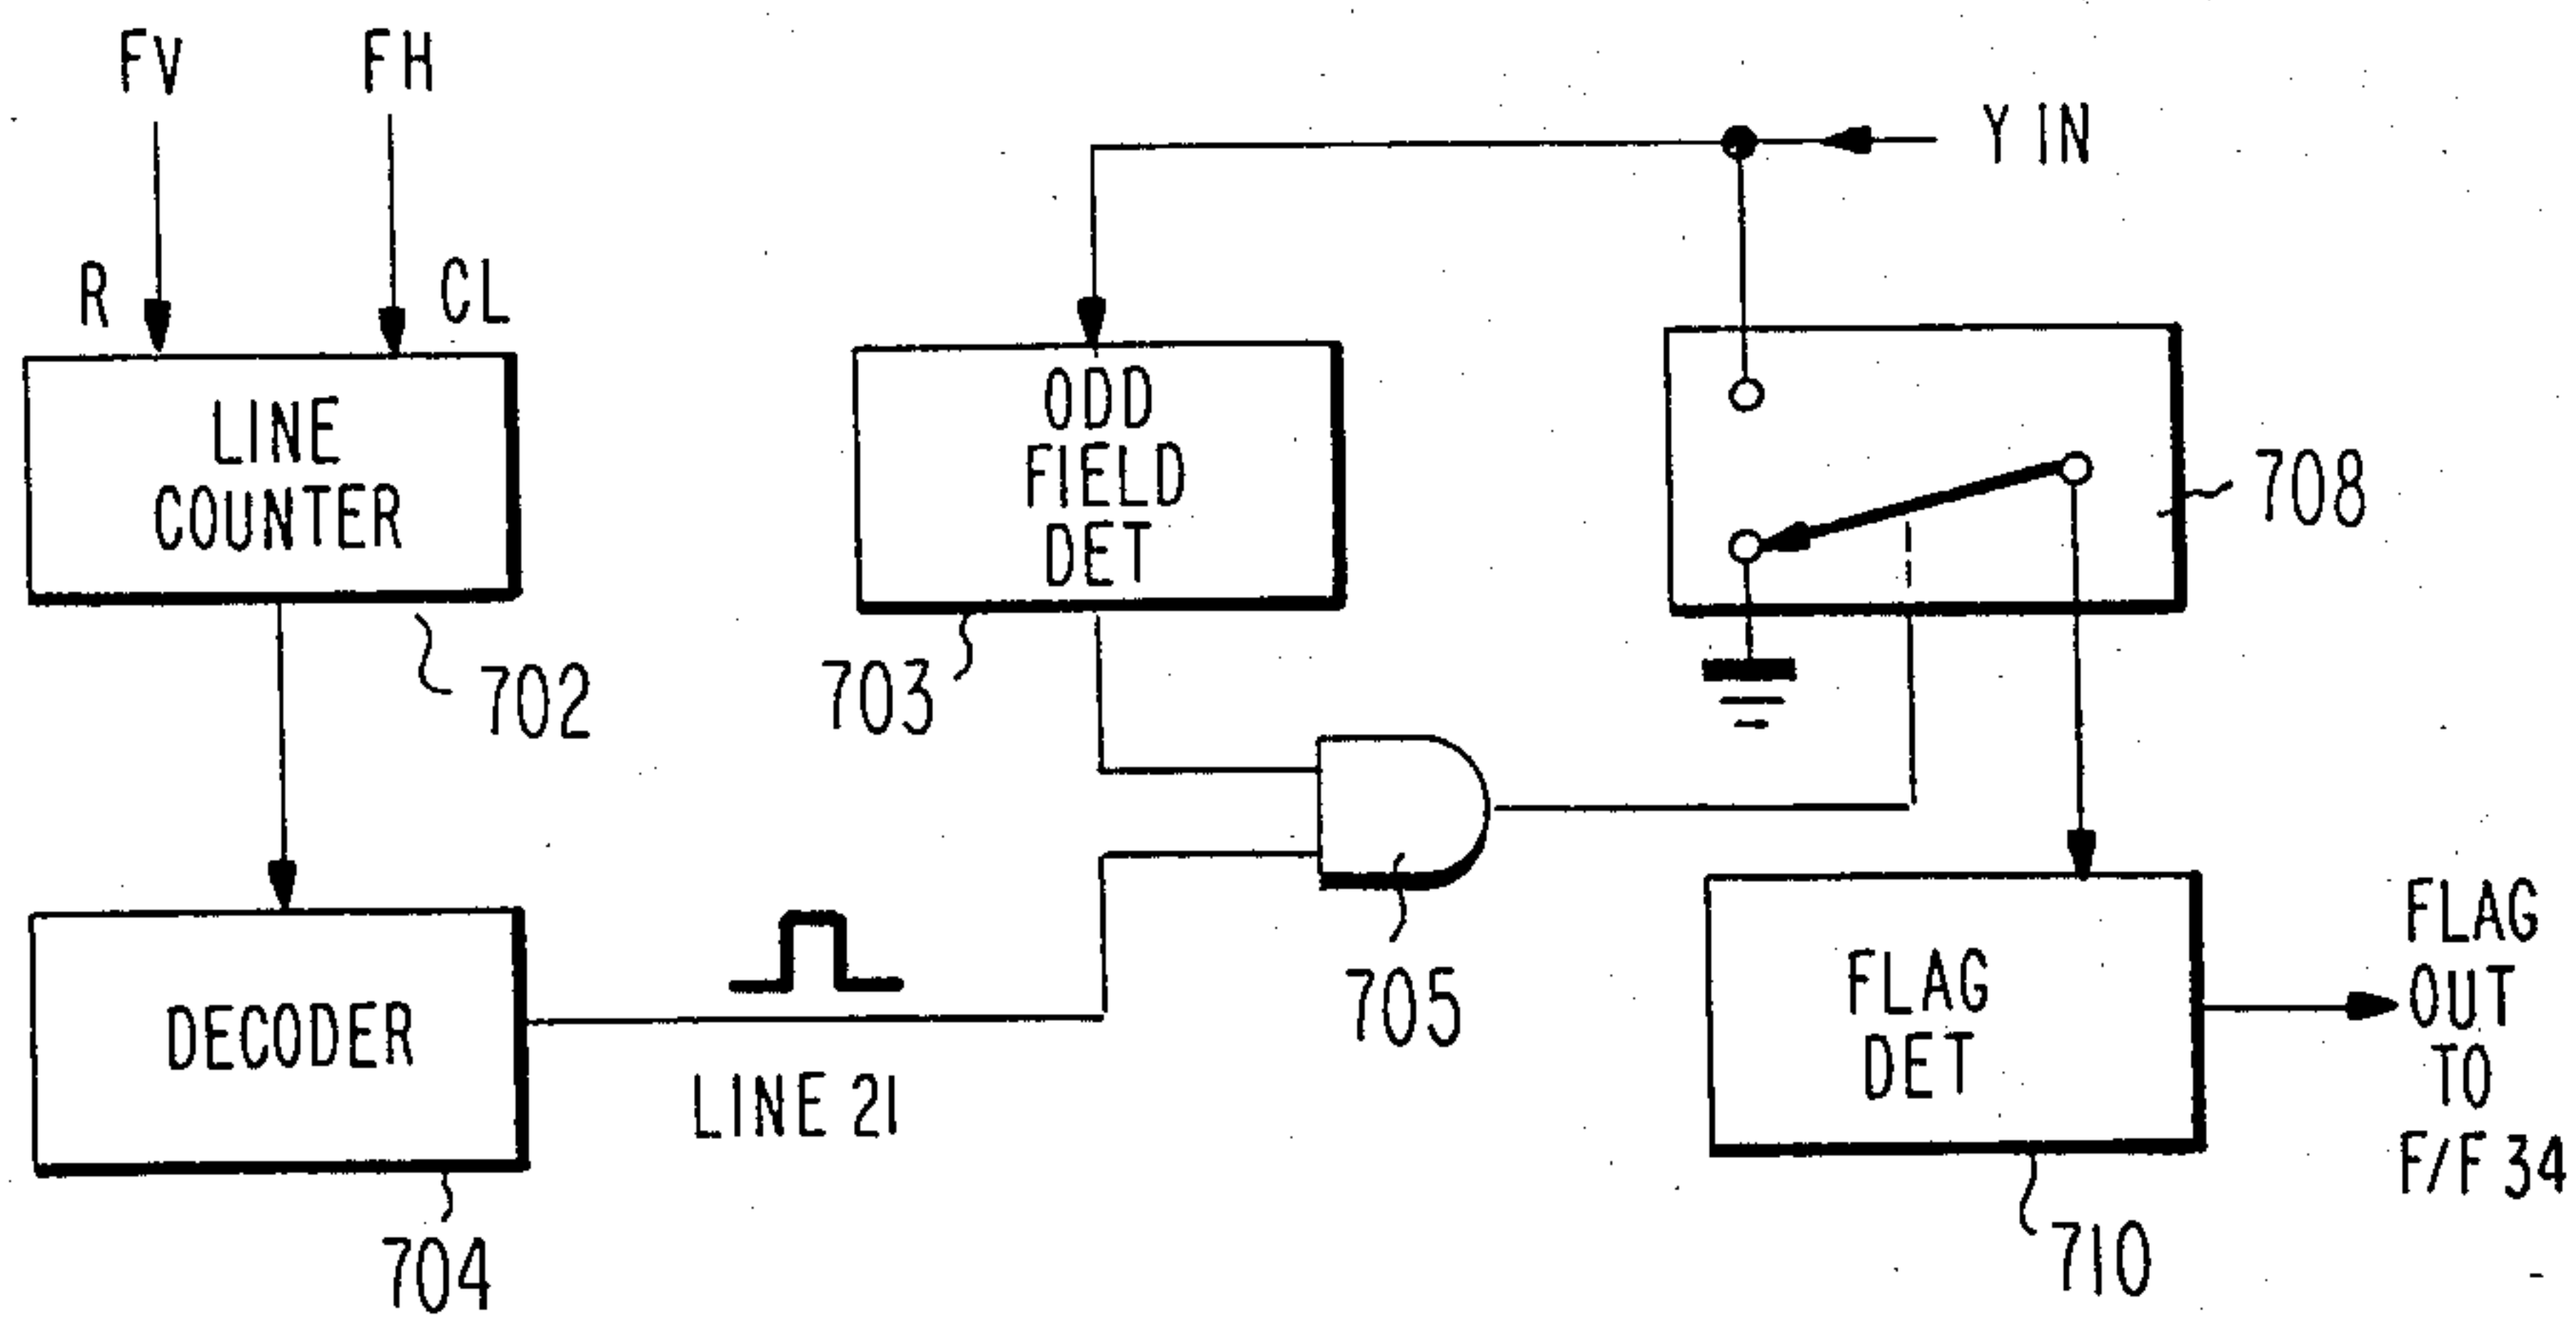 FV
FH
Y IN
R
CL
LINE
COUNTER
702
ODD
FIELD
DET
703
708
705
DECODER
704
LINE 21
FLAG
DET
710
FLAG
OUT
TO
F/F 34